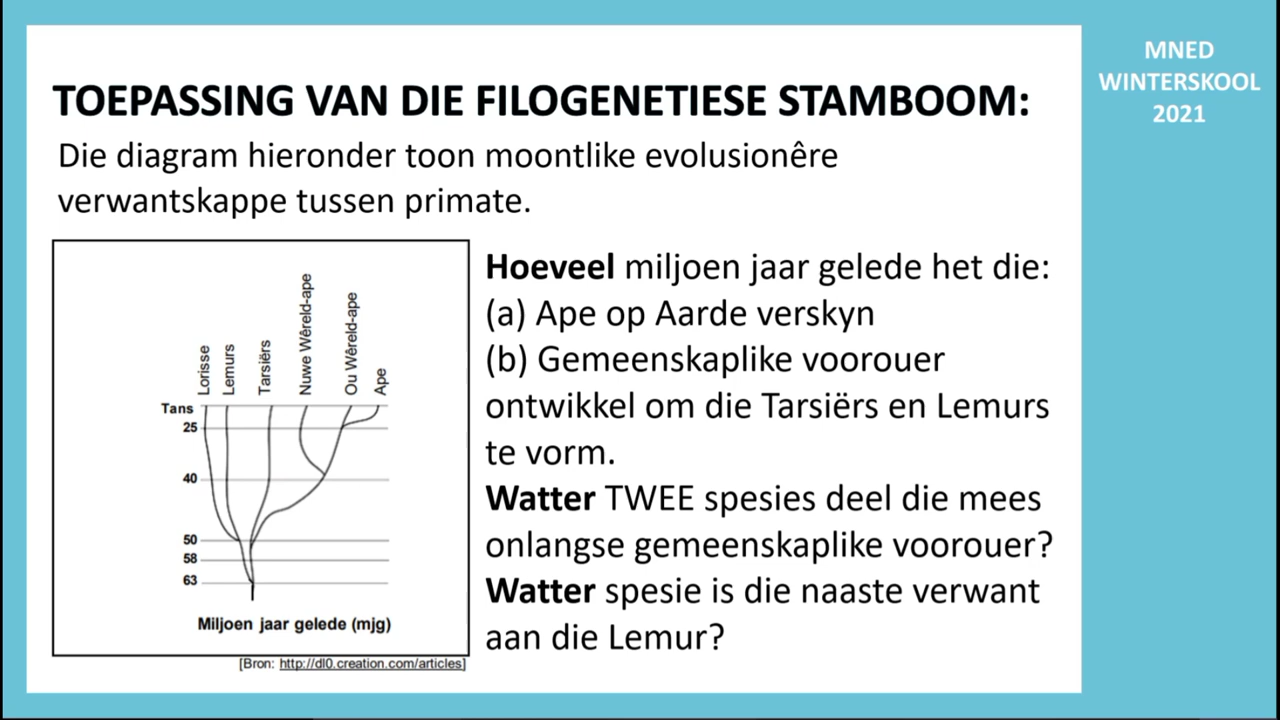 TOEPASSING VAN DIE FILOGENETIESE STAMBOOM:
Die diagram hieronder toon moontlike evolusionêre
verwantskappe tussen primate.
Lorisse
Lemurs
Tarsiërs
Nuwe Wêreld-ape
Ou Wêreld-ape
Ape
Tans
25
40
50
58
63
Miljoen jaar gelede (mjg)
[Bron: http://dl0.creation.com/articles]
Hoeveel miljoen jaar gelede het die:
(a) Ape op Aarde verskyn
(b) Gemeenskaplike voorouer
ontwikkel om die Tarsiërs en Lemurs
te vorm.
Watter TWEE spesies deel die mees
onlangse gemeenskaplike voorouer?
Watter spesie is die naaste verwant
aan die Lemur?
MNED
WINTERSKOOL
2021